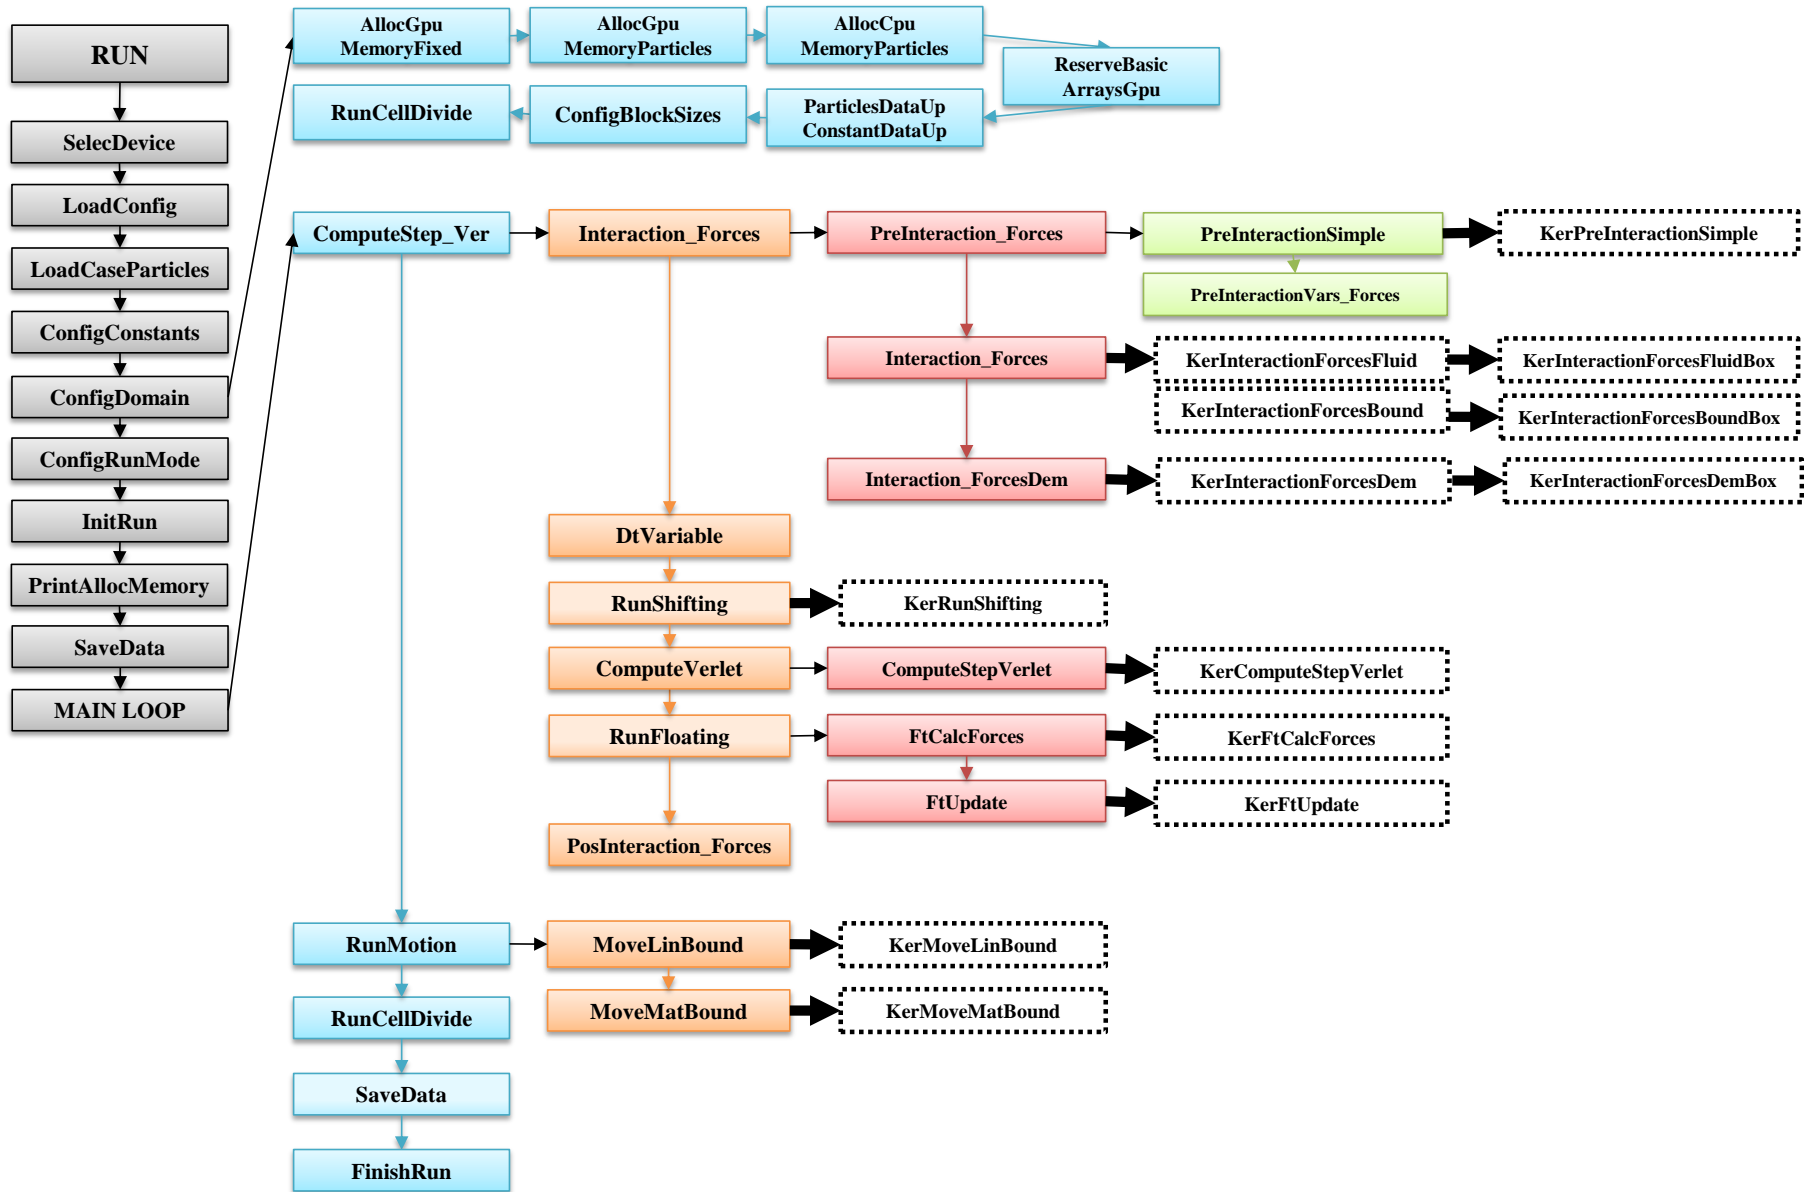 RUN
SelecDevice
LoadConfig
LoadCaseParticles
ConfigConstants
ConfigDomain
ConfigRunMode
InitRun
PrintAllocMemory
SaveData
MAIN LOOP
AllocGpu
MemoryFixed
AllocGpu
MemoryParticles
AllocCpu
MemoryParticles
ReserveBasic
ArraysGpu
ParticlesDataUp
ConstantDataUp
ConfigBlockSizes
RunCellDivide
ComputeStep_Ver
Interaction_Forces
PreInteraction_Forces
PreInteractionSimple
KerPreInteractionSimple
PreInteractionVars_Forces
Interaction_Forces
KerInteractionForcesFluid
KerInteractionForcesFluidBox
KerInteractionForcesBound
KerInteractionForcesBoundBox
Interaction_ForcesDem
KerInteractionForcesDem
KerInteractionForcesDemBox
DtVariable
RunShifting
KerRunShifting
ComputeVerlet
ComputeStepVerlet
KerComputeStepVerlet
RunFloating
FtCalcForces
KerFtCalcForces
FtUpdate
KerFtUpdate
PosInteraction_Forces
RunMotion
MoveLinBound
KerMoveLinBound
MoveMatBound
KerMoveMatBound
RunCellDivide
SaveData
FinishRun